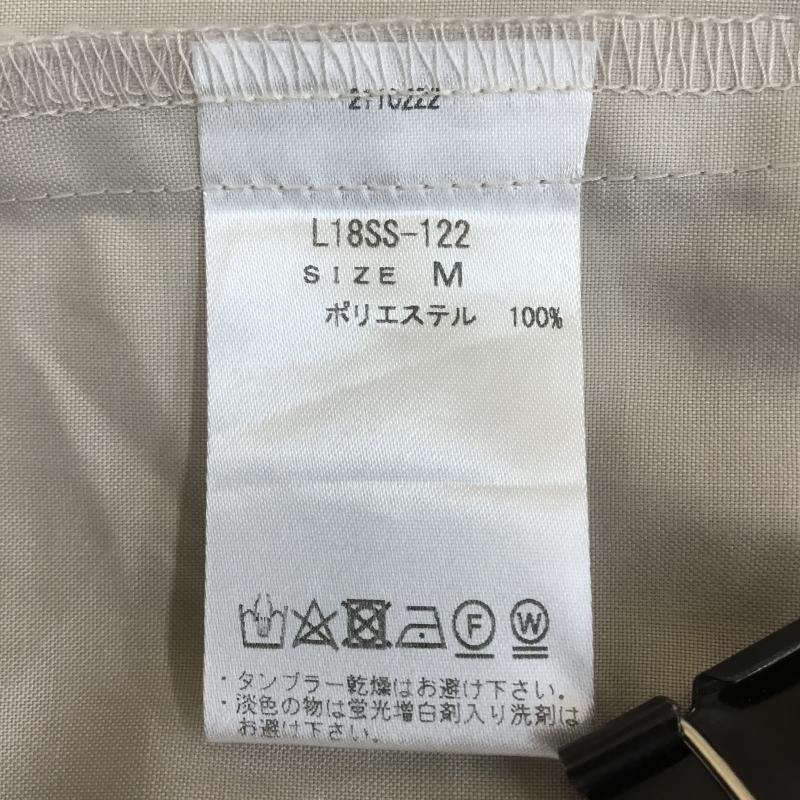 L18SS-122
SIZE M
ポリエステル 100%
F W
・タンブラー乾燥はお避け下さい。
・淡色の物は蛍光増白剤入り洗剤は
お避け下さい。